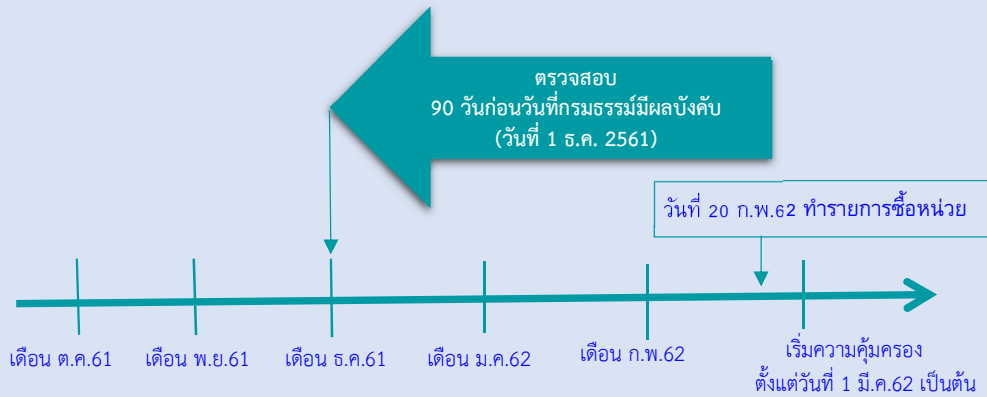 ตรวจสอบ
90 วันก่อนวันที่กรมธรรม์มีผลบังคับ
(วันที่ 1 ธ.ค. 2561)
วันที่ 20 ก.พ.62 ทำรายการซื้อหน่วย
เดือน ต.ค.61
เดือน พ.ย.61
เดือน ธ.ค.61
เดือน ม.ค.62
เดือน ก.พ.62
เริ่มความคุ้มครอง
ตั้งแต่วันที่ 1 มี.ค.62 เป็นต้น